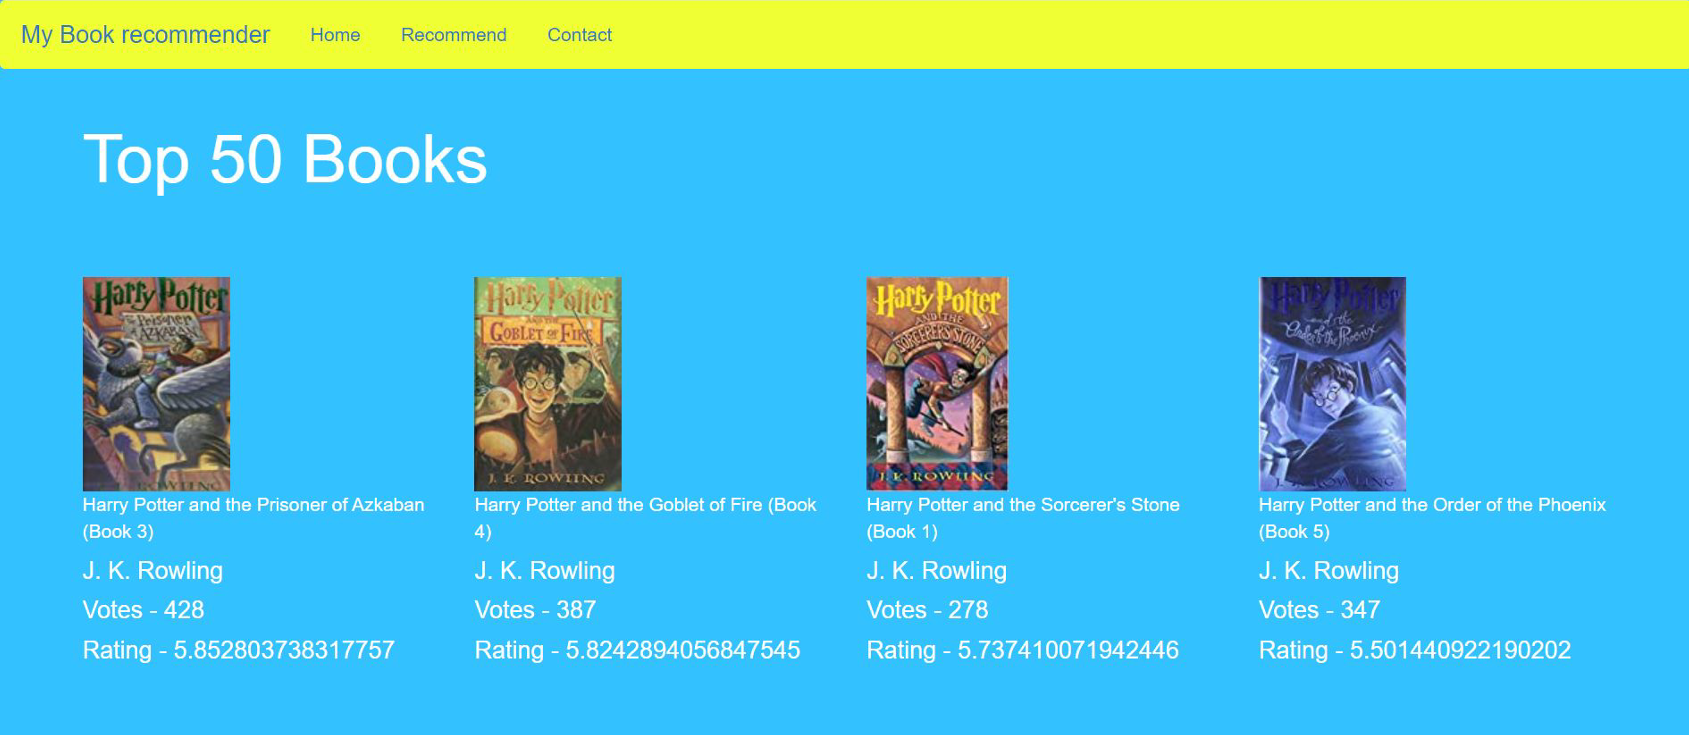 My Book recommender Home Recommend Contact
Top 50 Books
Harry Potter
and the
Prisoner
of AZKABAN
ROWLING
Harry Potter and the Prisoner of Azkaban
(Book 3)
J. K. Rowling
Votes - 428
Rating - 5.852803738317757
Harry Potter
AND THE
GOBLET OF FIRE
J. K. ROWLING
Harry Potter and the Goblet of Fire (Book
4)
J. K. Rowling
Votes - 387
Rating - 5.8242894056847545
Harry Potter
AND THE
SORCERER'S STONE
J. K. ROWLING
Harry Potter and the Sorcerer's Stone
(Book 1)
J. K. Rowling
Votes - 278
Rating - 5.737410071942446
Harry Potter
and the
Order of the Phoenix
J. K. ROWLING
Harry Potter and the Order of the Phoenix
(Book 5)
J. K. Rowling
Votes - 347
Rating - 5.501440922190202